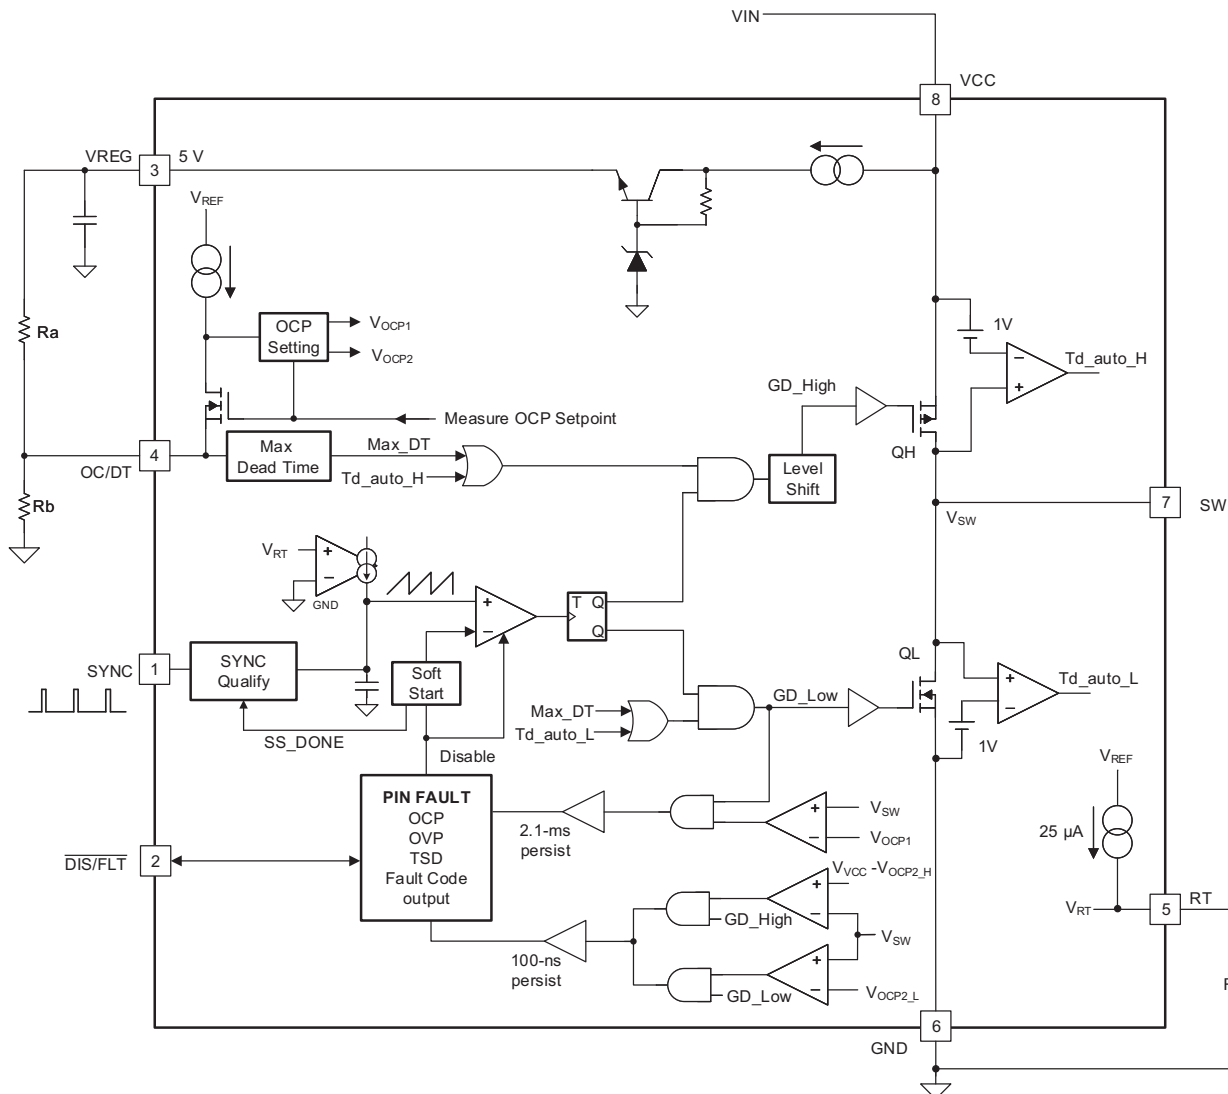 VIN
VCC
8
VREG
3
5 V
VREF
OCP
Setting
VOCP1
VOCP2
Ra
1V
−
+
Td_auto_H
GD_High
Measure OCP Setpoint
QH
OC/DT
4
Max
Dead Time
Max_DT
Td_auto_H
Level
Shift
Rb
VSW
7
SW
VRT
+
−
GND
+
−
T Q
Q
SYNC
1
SYNC
Qualify
Soft
Start
SS_DONE
Disable
QL
+
−
Td_auto_L
1V
GD_Low
Max_DT
Td_auto_L
VREF
25 µA
PIN FAULT
OCP
OVP
TSD
Fault Code
output
DIS/FLT
2
2.1-ms
persist
+
−
VSW
VOCP1
VVCC -VOCP2_H
+
−
GD_High
VSW
100-ns
persist
+
−
GD_Low
VOCP2_L
VRT
5
RT
6
GND